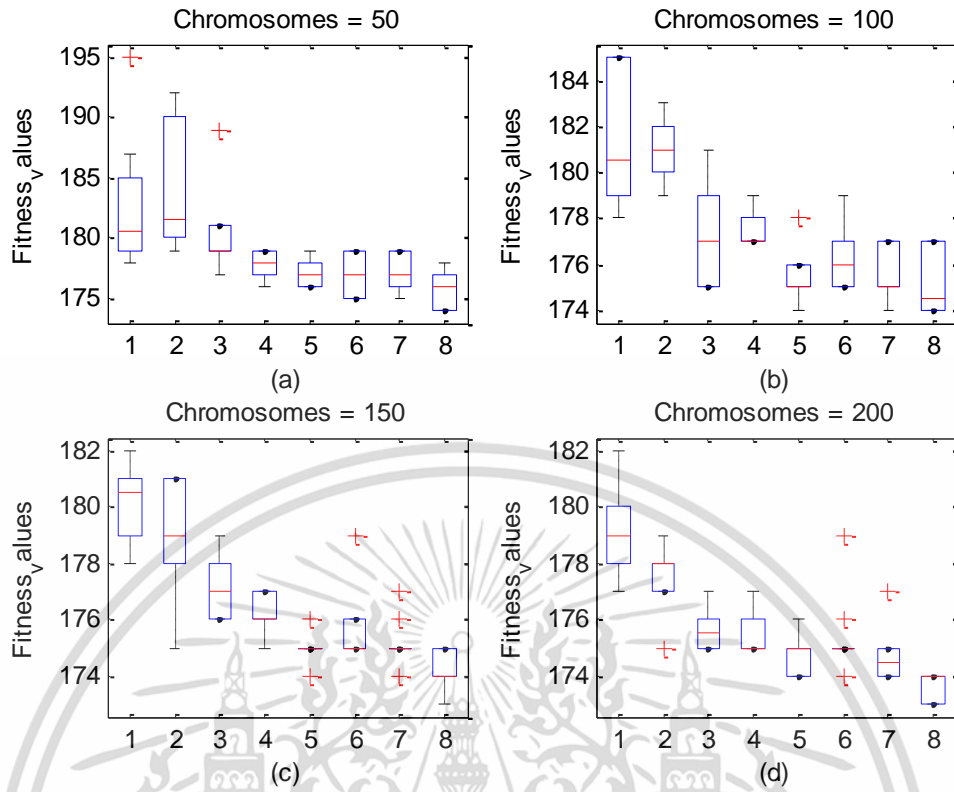 Chromosomes = 50
195
190
185
180
175
Fitness_values
1 2 3 4 5 6 7 8
(a)
Chromosomes = 100
184
182
180
178
176
174
Fitness_values
1 2 3 4 5 6 7 8
(b)
Chromosomes = 150
182
180
178
176
174
Fitness_values
1 2 3 4 5 6 7 8
(c)
Chromosomes = 200
182
180
178
176
174
Fitness_values
1 2 3 4 5 6 7 8
(d)